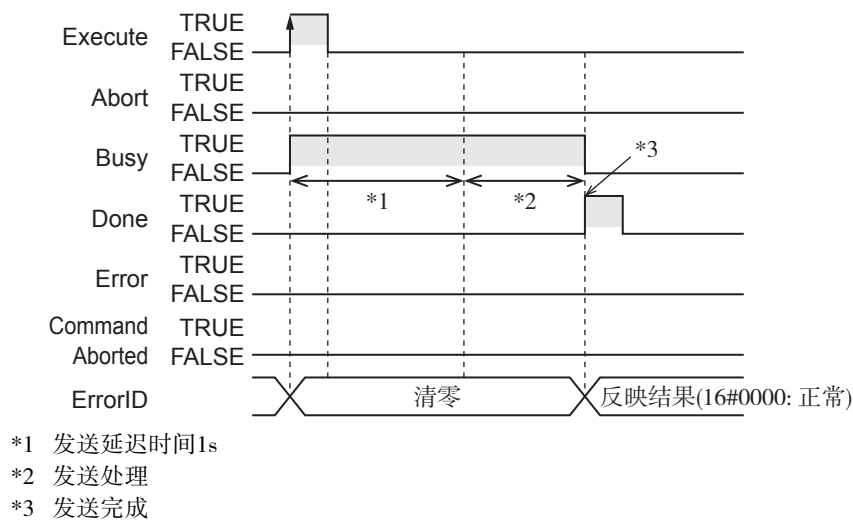 Execute TRUE
FALSE
Abort TRUE
FALSE
Busy TRUE
FALSE
*3
*1 *2
Done TRUE
FALSE
Error TRUE
FALSE
Command TRUE
Aborted FALSE
ErrorID 清零 反映结果(16#0000: 正常)
*1 发送延迟时间1s
*2 发送处理
*3 发送完成